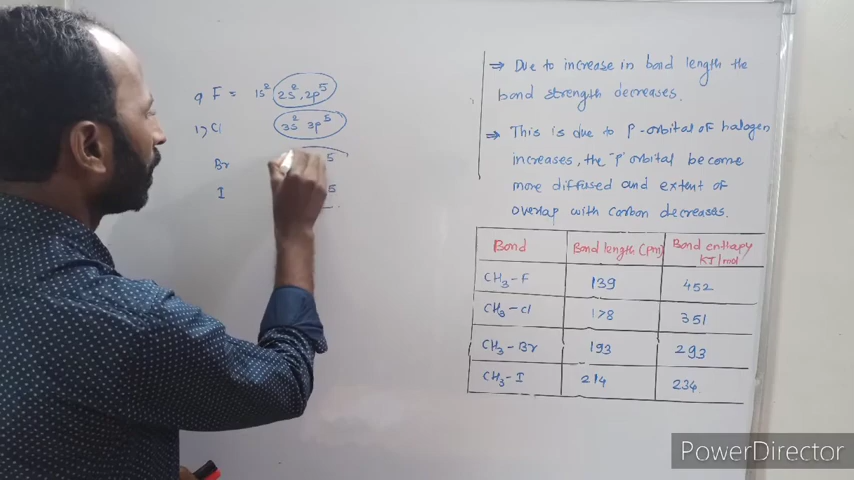 9 F = 1s² 2s², 2p⁵
17 Cl 3s² 3p⁵
Br 5
I 5
⇒ Due to increase in bond length the
bond strength decreases.
⇒ This is due to p-orbital of halogen
increases, the "p" orbital become
more diffused and extent of
overlap with carbon decreases.
Bond Bond length (pm) Bond enthapy KJ/mol
CH₃-F 139 452
CH₃-Cl 178 351
CH₃-Br 193 293
CH₃-I 214 234
PowerDirector